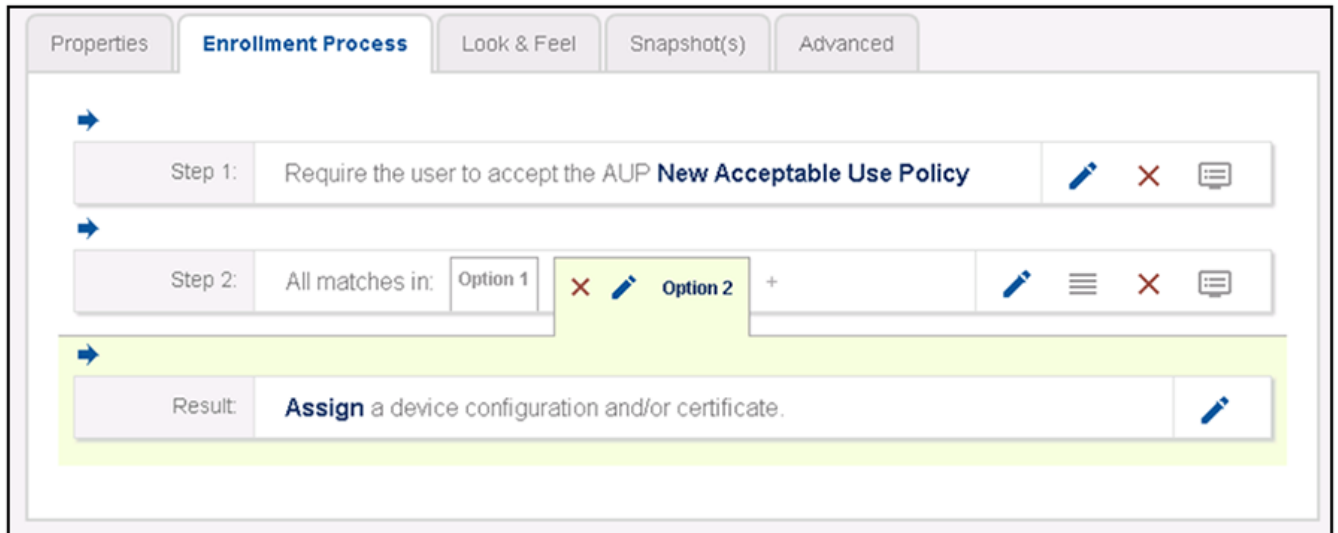 Properties Enrollment Process Look & Feel Snapshot(s) Advanced
Step 1: Require the user to accept the AUP New Acceptable Use Policy
Step 2: All matches in: Option 1 Option 2 +
Result: Assign a device configuration and/or certificate.